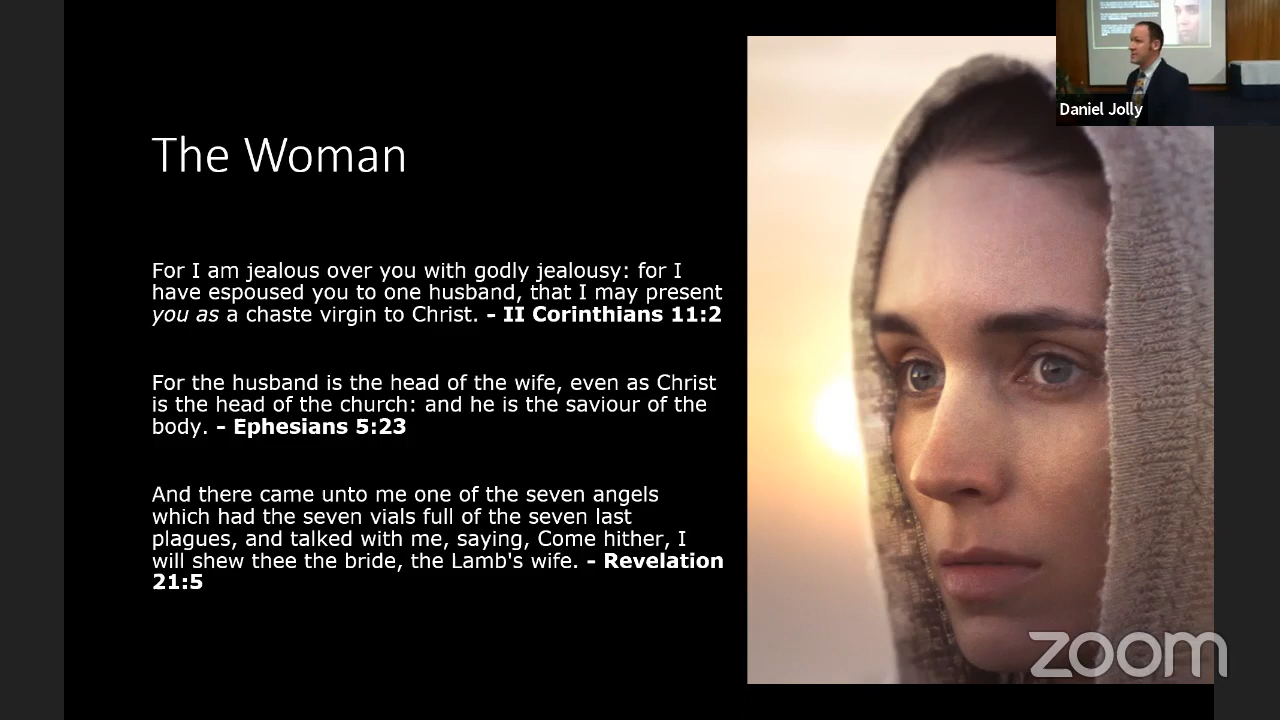 The Woman
For I am jealous over you with godly jealousy: for I
have espoused you to one husband, that I may present
you as a chaste virgin to Christ. - II Corinthians 11:2
For the husband is the head of the wife, even as Christ
is the head of the church: and he is the saviour of the
body. - Ephesians 5:23
And there came unto me one of the seven angels
which had the seven vials full of the seven last
plagues, and talked with me, saying, Come hither, I
will shew thee the bride, the Lamb's wife. - Revelation
21:5
Daniel Jolly
zoom